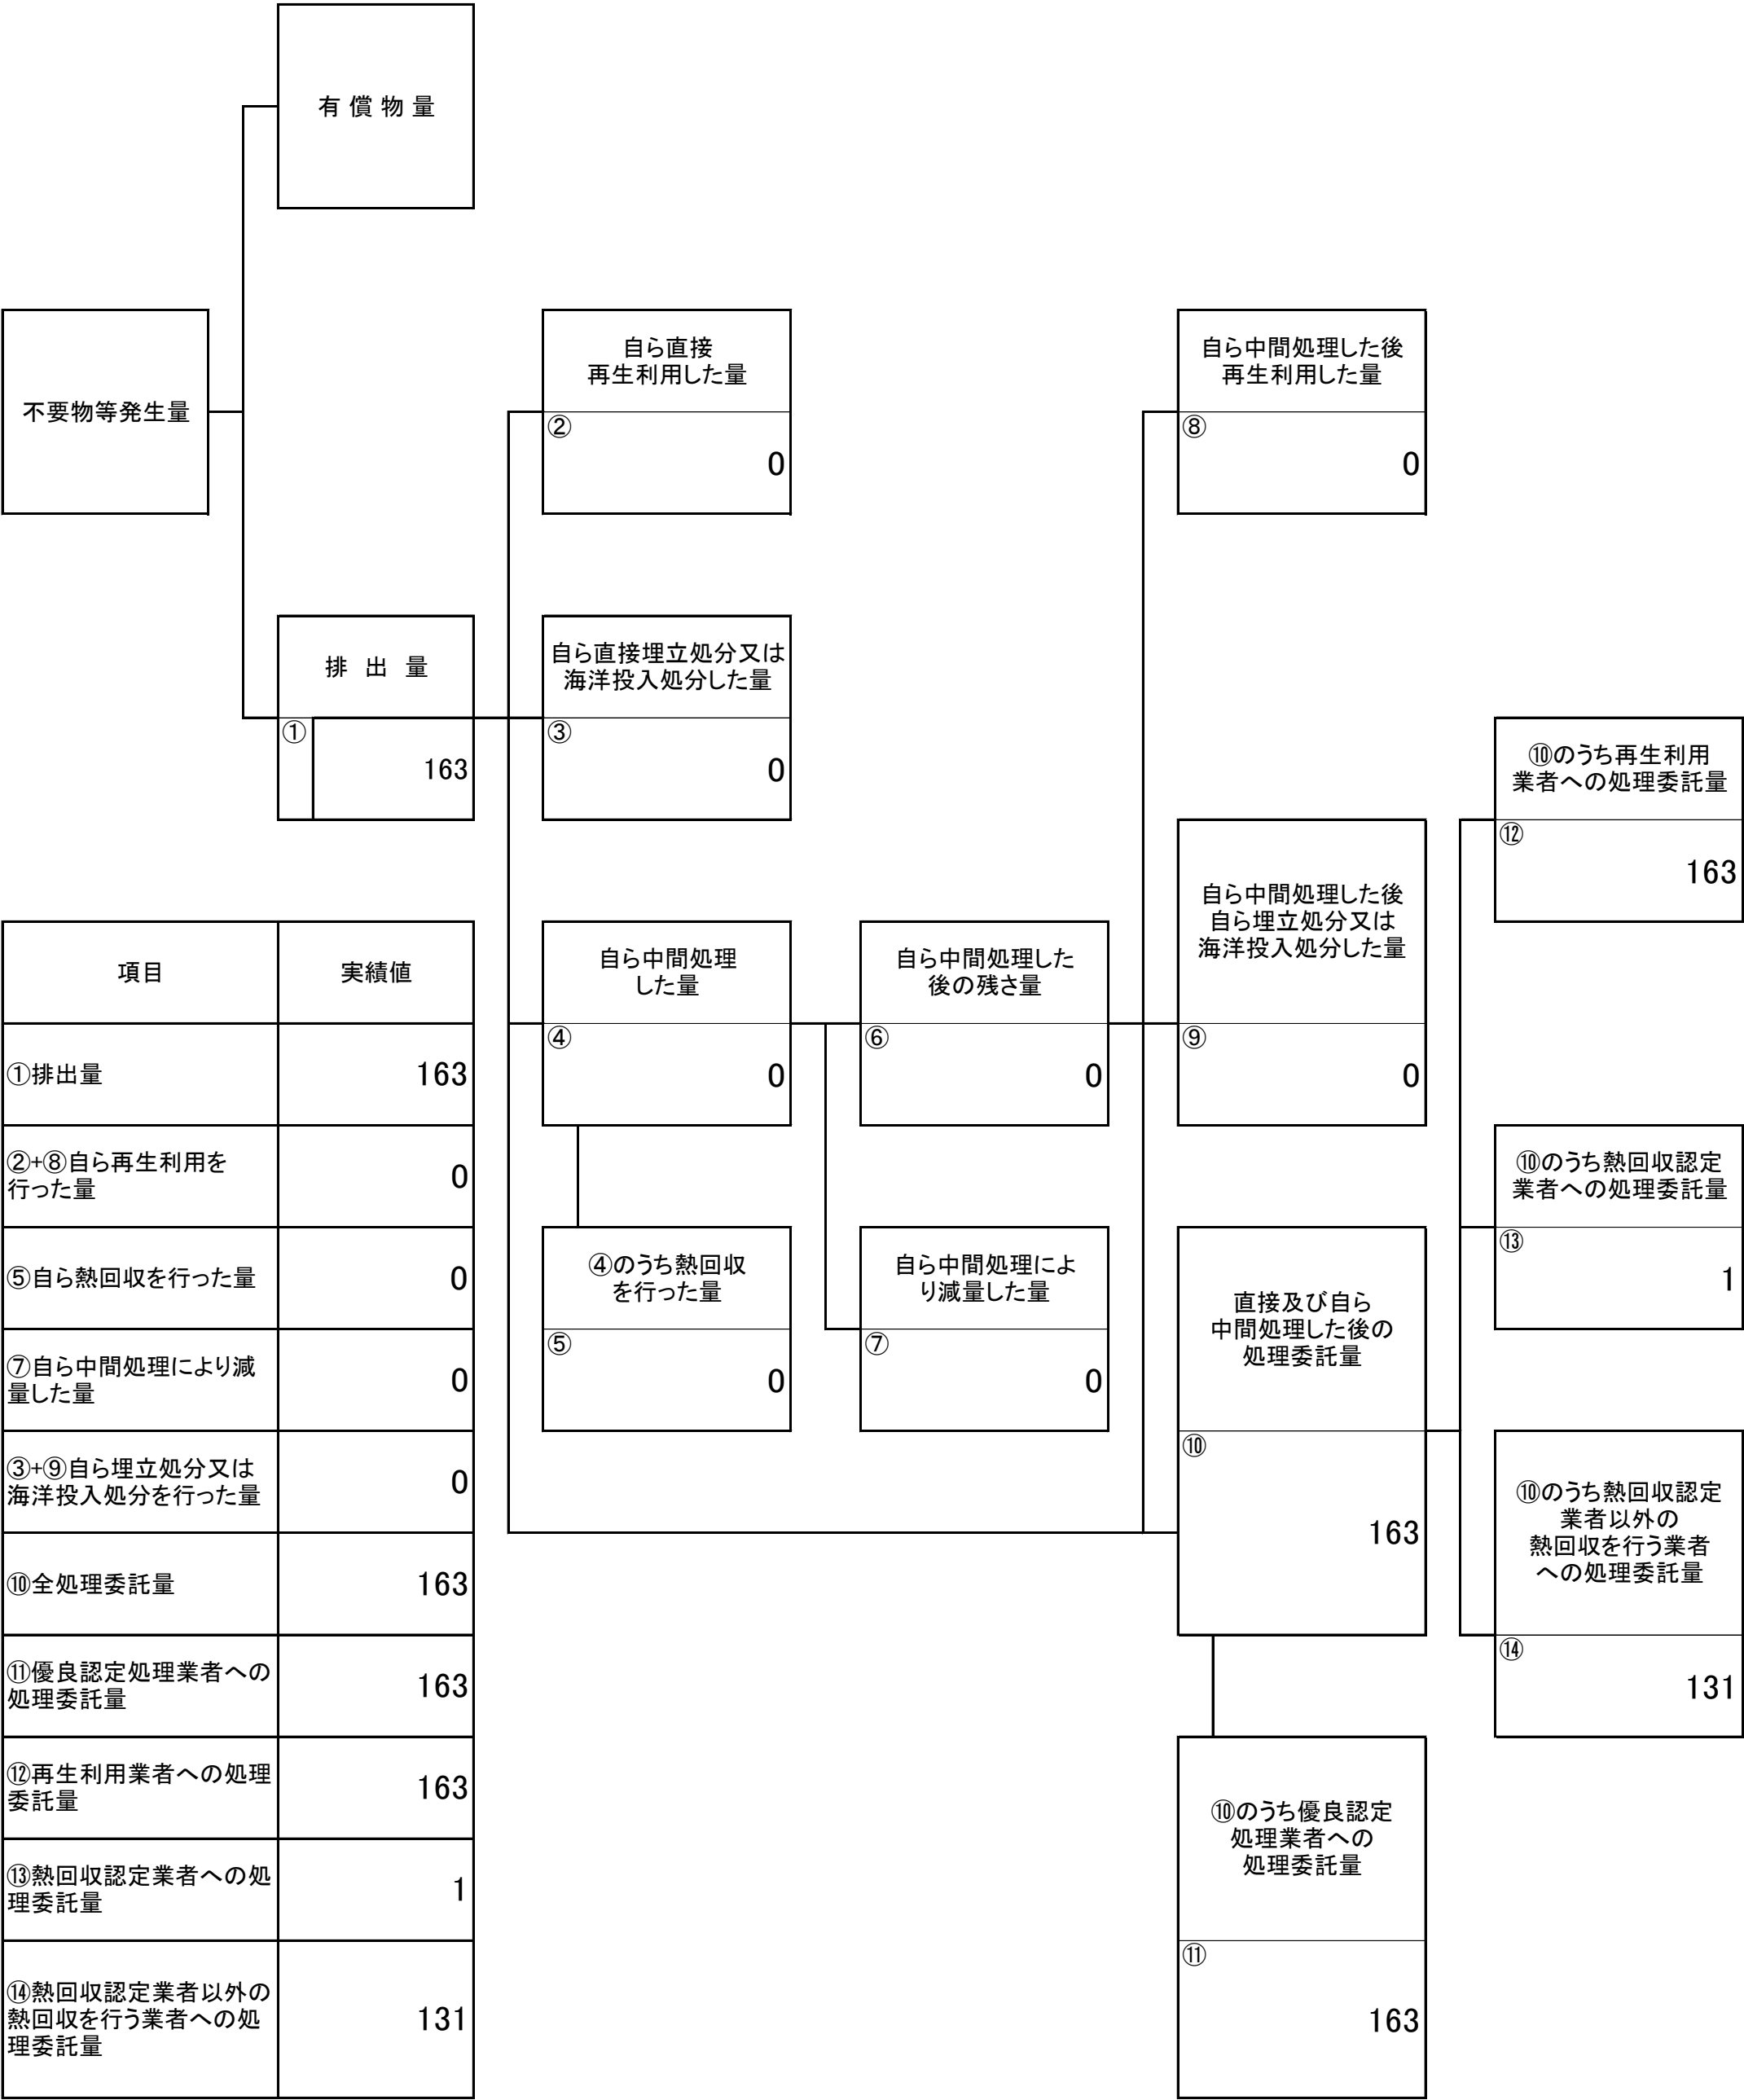 有 償 物 量
不要物等発生量
自ら直接
再生利用した量
②
0
自ら中間処理した後
再生利用した量
⑧
0
排 出 量
①
163
自ら直接埋立処分又は
海洋投入処分した量
③
0
⑩のうち再生利用
業者への処理委託量
⑫
163
自ら中間処理した後
自ら埋立処分又は
海洋投入処分した量
⑨
0
自ら中間処理
した量
④
0
自ら中間処理した
後の残さ量
⑥
0
⑩のうち熱回収認定
業者への処理委託量
⑬
1
④のうち熱回収
を行った量
⑤
0
自ら中間処理によ
り減量した量
⑦
0
直接及び自ら
中間処理した後の
処理委託量
⑩
163
⑩のうち熱回収認定
業者以外の
熱回収を行う業者
への処理委託量
⑭
131
⑩のうち優良認定
処理業者への
処理委託量
⑪
163
項目
実績値
①排出量
163
②+⑧自ら再生利用を
行った量
0
⑤自ら熱回収を行った量
0
⑦自ら中間処理により減
量した量
0
③+⑨自ら埋立処分又は
海洋投入処分を行った量
0
⑩全処理委託量
163
⑪優良認定処理業者への
処理委託量
163
⑫再生利用業者への処理
委託量
163
⑬熱回収認定業者への処
理委託量
1
⑭熱回収認定業者以外の
熱回収を行う業者への処
理委託量
131